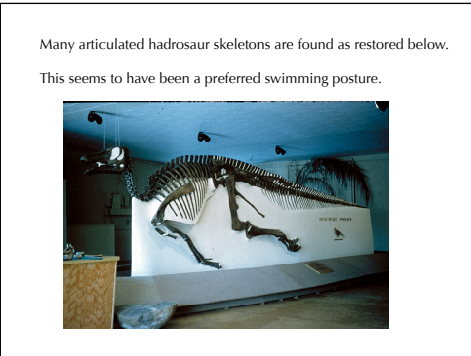 Many articulated hadrosaur skeletons are found as restored below.
This seems to have been a preferred swimming posture.